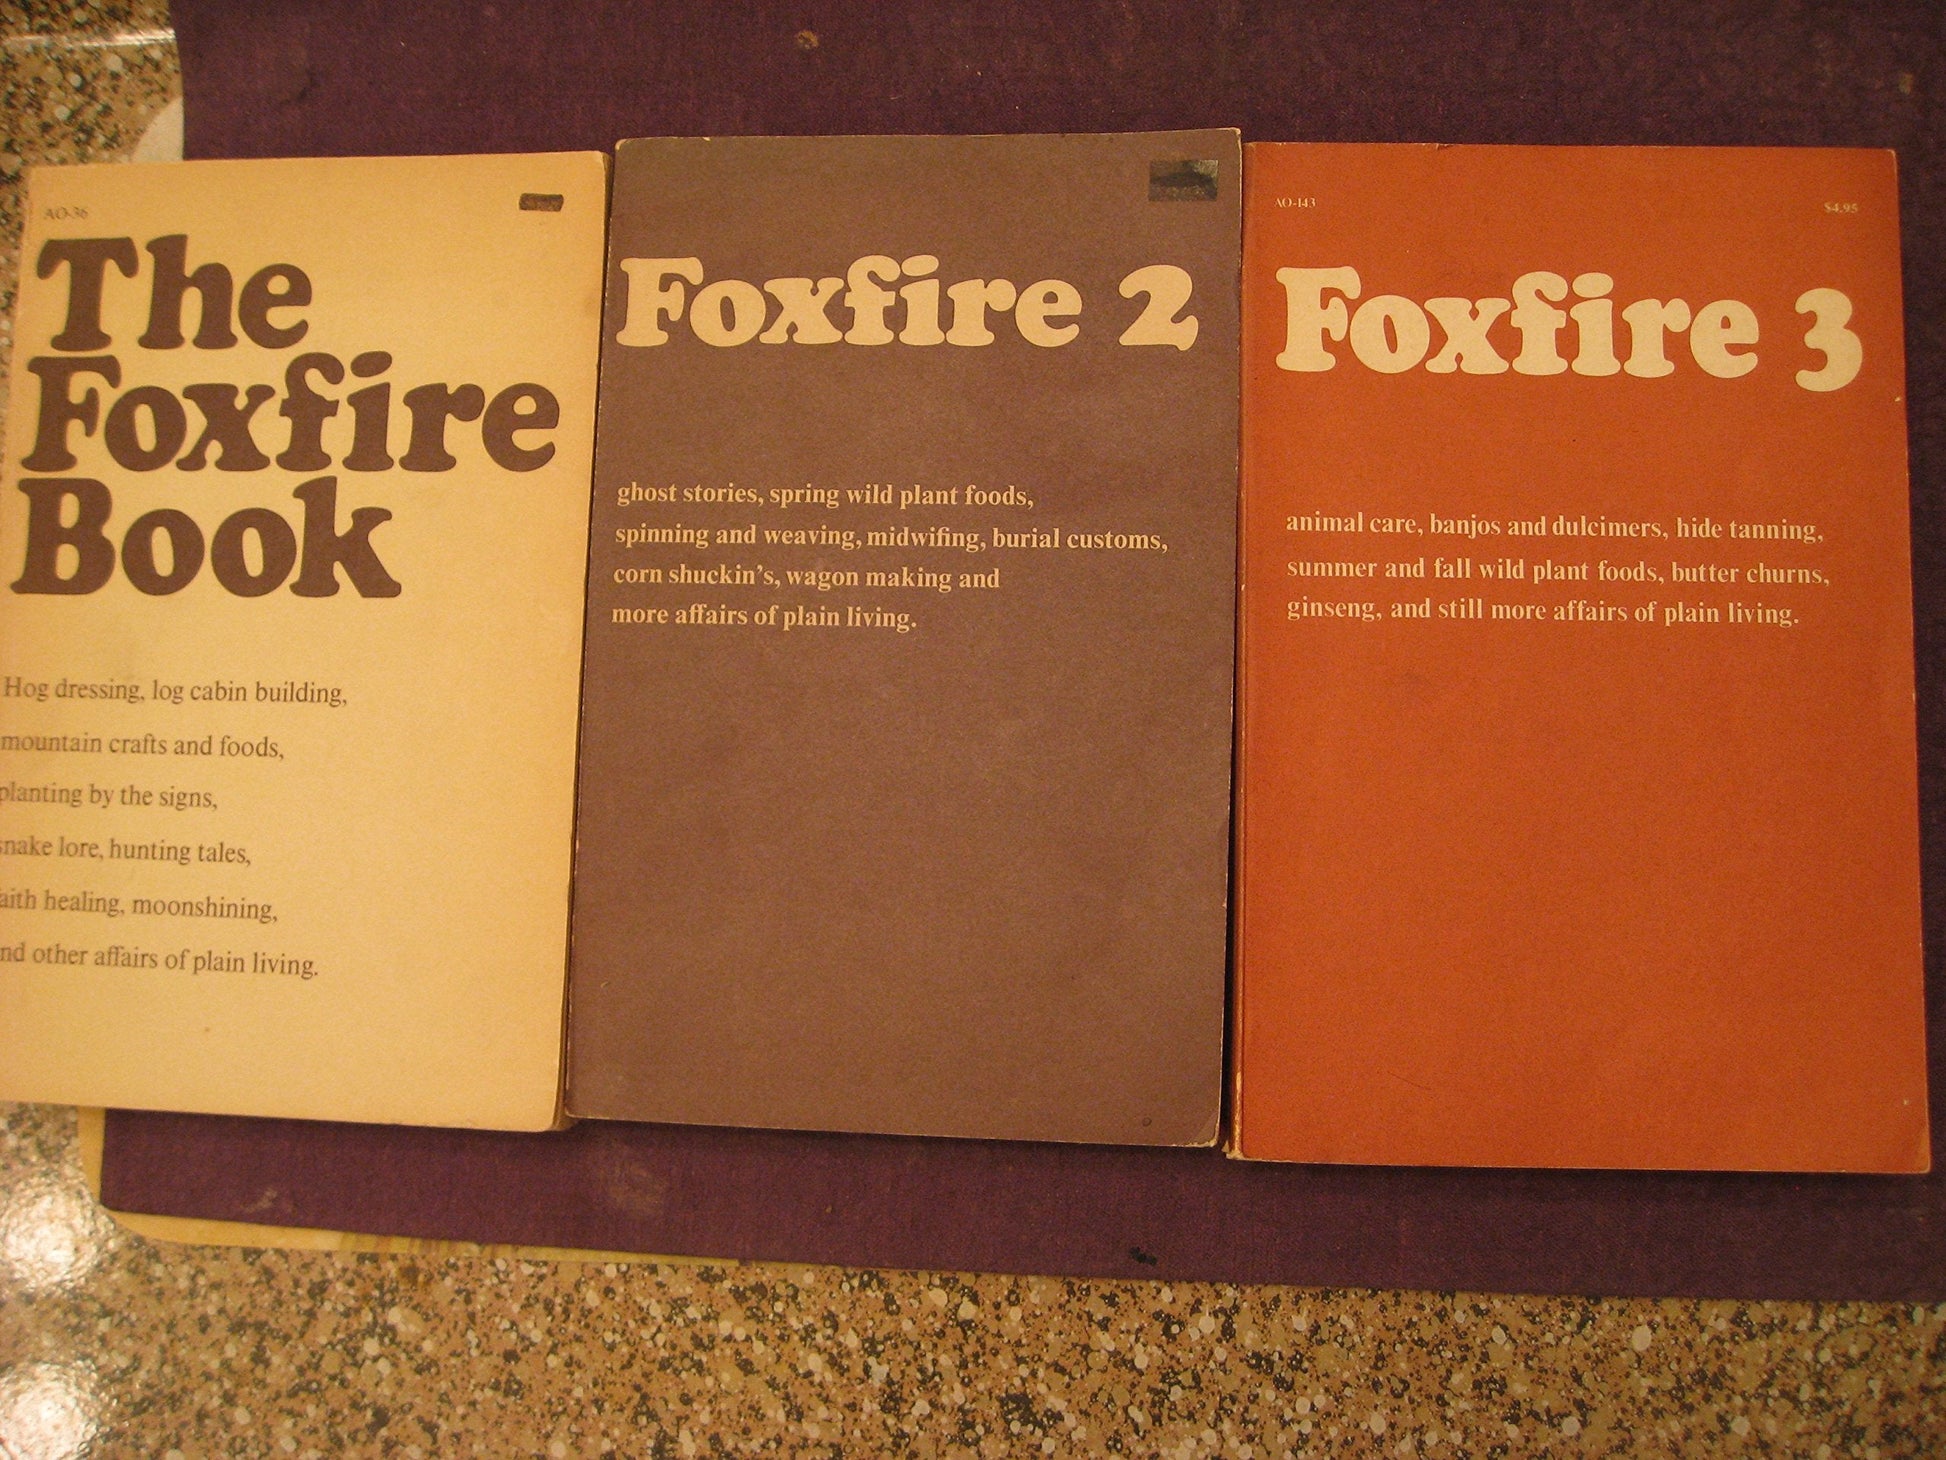 AO-36
The
Foxfire
Book
Hog dressing, log cabin building,
mountain crafts and foods,
planting by the signs,
snake lore, hunting tales,
aith healing, moonshining,
nd other affairs of plain living.
Foxfire 2
ghost stories, spring wild plant foods,
spinning and weaving, midwifing, burial customs,
corn shuckin's, wagon making and
more affairs of plain living.
AO-143
$4.95
Foxfire 3
animal care, banjos and dulcimers, hide tanning,
summer and fall wild plant foods, butter churns,
ginseng, and still more affairs of plain living.